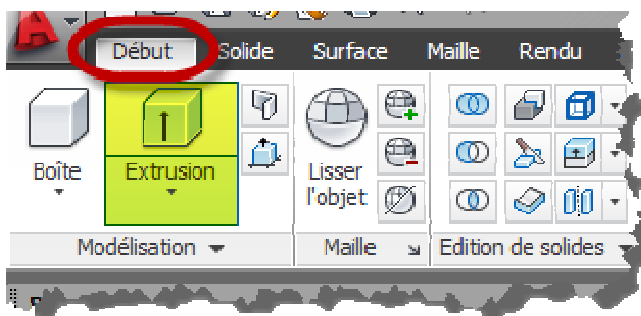 Début Solide Surface Maille Rendu
Boîte Extrusion Lisser
l'objet
Modélisation Maille Edition de solides